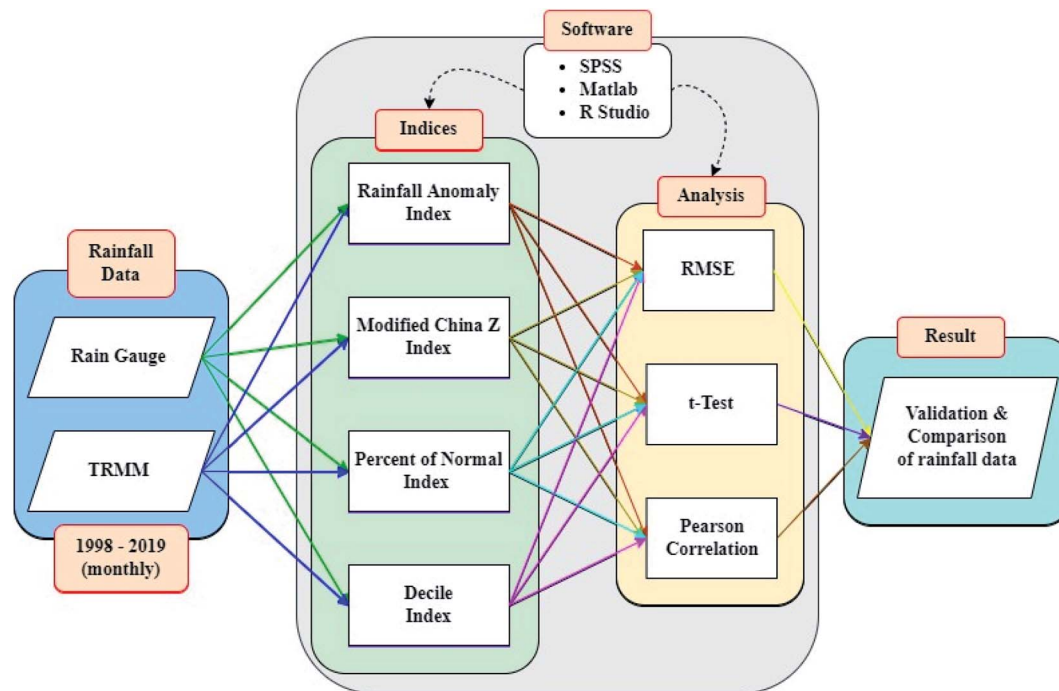 Software
• SPSS
• Matlab
• R Studio
Indices
Rainfall Anomaly
Index
Modified China Z
Index
Percent of Normal
Index
Decile
Index
Analysis
RMSE
t-Test
Pearson
Correlation
Rainfall
Data
Rain Gauge
TRMM
1998 - 2019
(monthly)
Result
Validation &
Comparison
of rainfall data